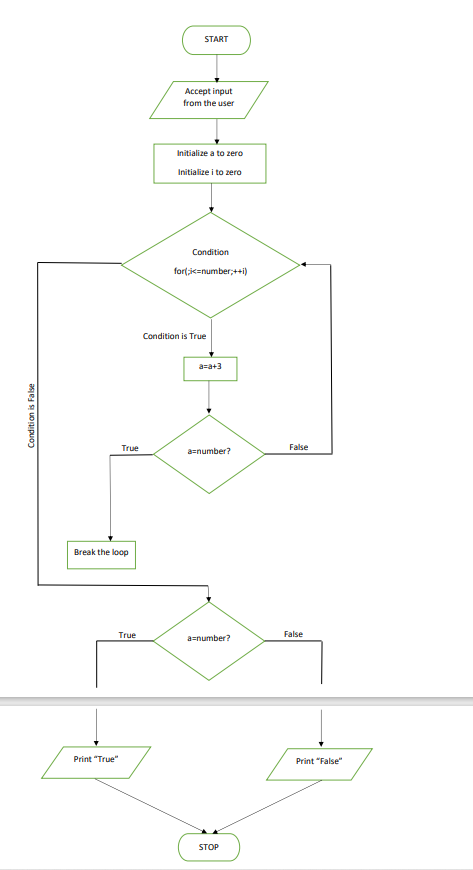 START
Accept input
from the user
Initialize a to zero
Initialize i to zero
Condition
for(;i<=number;++i)
Condition is True
a=a+3
Condition is False
a=number?
True
False
Break the loop
a=number?
True
False
Print “True”
Print “False”
STOP